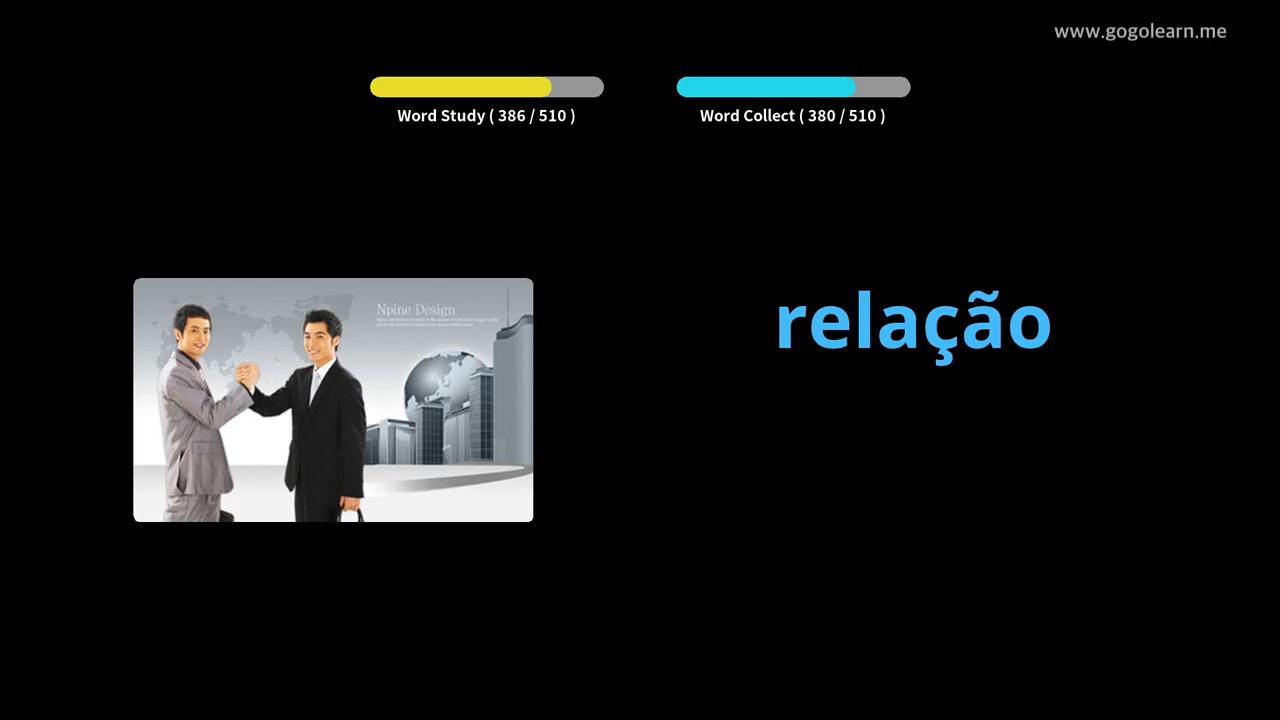 www.gogolearn.me
Word Study ( 386 / 510 )
Word Collect ( 380 / 510 )
Npine Design
relação